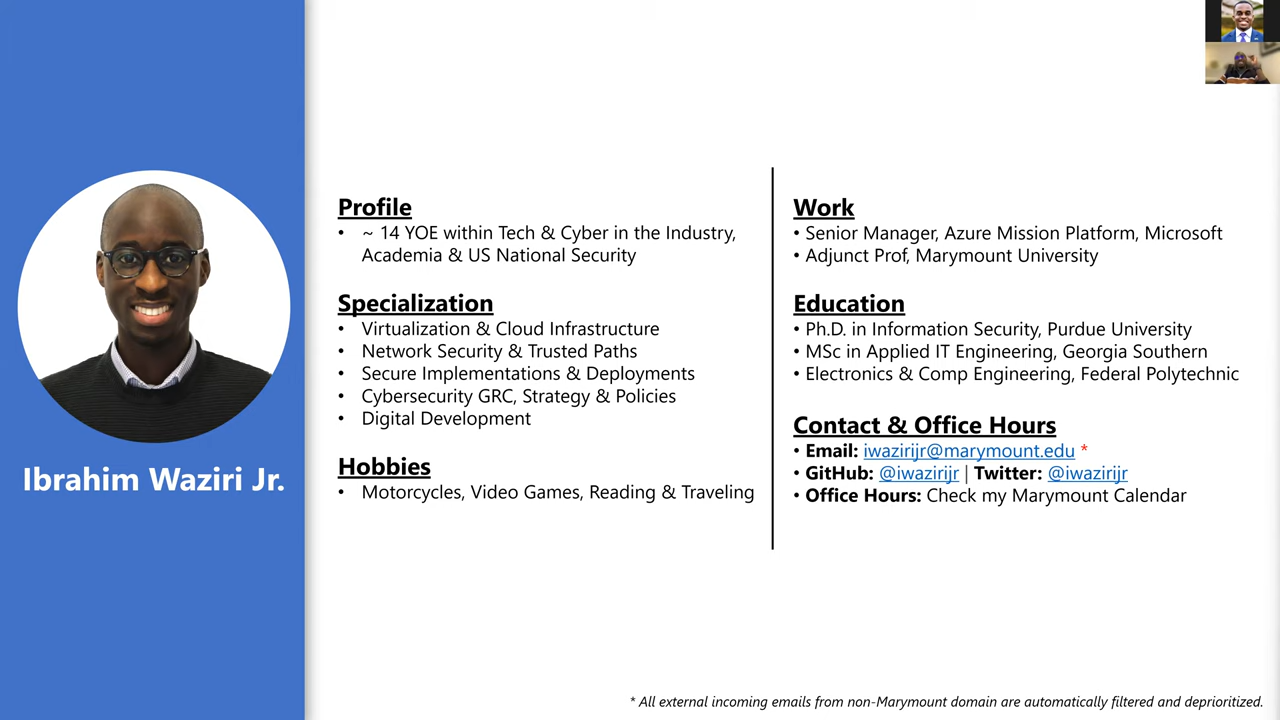 Ibrahim Waziri Jr.
Profile
• ~ 14 YOE within Tech & Cyber in the Industry,
Academia & US National Security
Specialization
• Virtualization & Cloud Infrastructure
• Network Security & Trusted Paths
• Secure Implementations & Deployments
• Cybersecurity GRC, Strategy & Policies
• Digital Development
Hobbies
• Motorcycles, Video Games, Reading & Traveling
Work
• Senior Manager, Azure Mission Platform, Microsoft
• Adjunct Prof, Marymount University
Education
• Ph.D. in Information Security, Purdue University
• MSc in Applied IT Engineering, Georgia Southern
• Electronics & Comp Engineering, Federal Polytechnic
Contact & Office Hours
• Email: iwazirijr@marymount.edu *
• GitHub: @iwazirijr | Twitter: @iwazirijr
• Office Hours: Check my Marymount Calendar
* All external incoming emails from non-Marymount domain are automatically filtered and deprioritized.